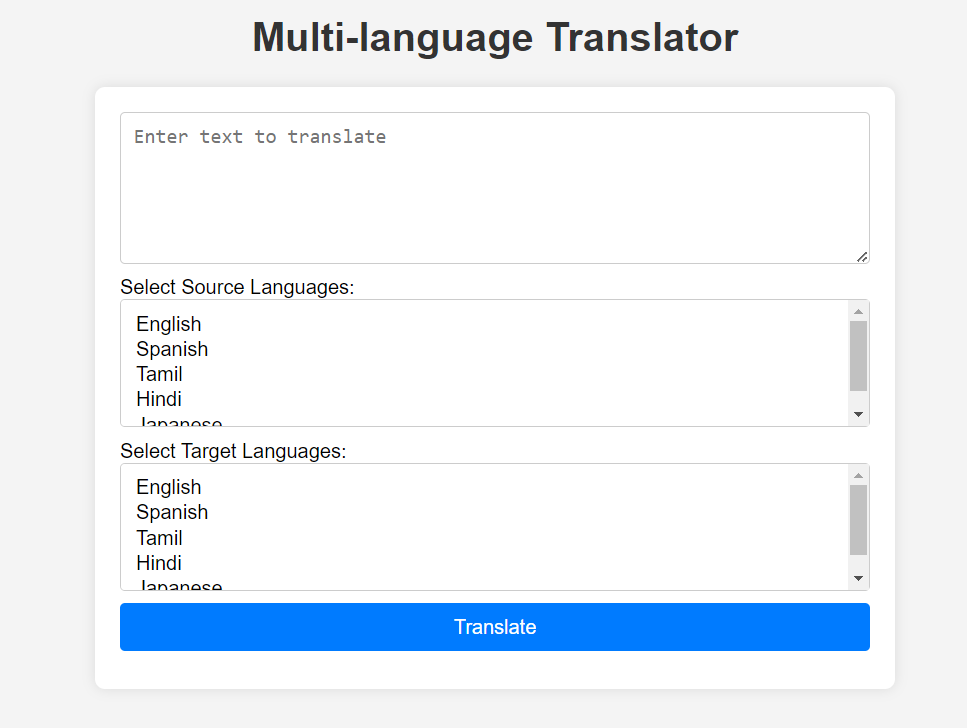 Multi-language Translator
Enter text to translate
Select Source Languages:
English
Spanish
Tamil
Hindi
Japanese
Select Target Languages:
English
Spanish
Tamil
Hindi
Japanese
Translate